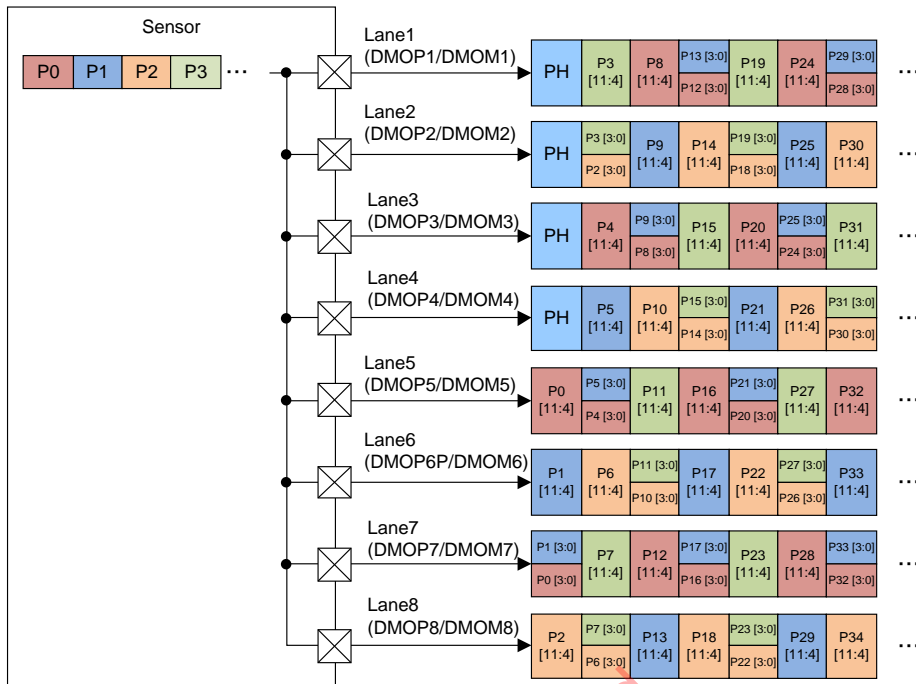 Sensor
P0 P1 P2 P3 ...
Lane1
(DMOP1/DMOM1)
PH P3 [11:4] P8 [11:4] P13 [3:0] P12 [3:0] P19 [11:4] P24 [11:4] P29 [3:0] P28 [3:0] ...
Lane2
(DMOP2/DMOM2)
PH P3 [3:0] P2 [3:0] P9 [11:4] P14 [11:4] P19 [3:0] P18 [3:0] P25 [11:4] P30 [11:4] ...
Lane3
(DMOP3/DMOM3)
PH P4 [11:4] P9 [3:0] P8 [3:0] P15 [11:4] P20 [11:4] P25 [3:0] P24 [3:0] P31 [11:4] ...
Lane4
(DMOP4/DMOM4)
PH P5 [11:4] P10 [11:4] P15 [3:0] P14 [3:0] P21 [11:4] P26 [11:4] P31 [3:0] P30 [3:0] ...
Lane5
(DMOP5/DMOM5)
P0 [11:4] P5 [3:0] P4 [3:0] P11 [11:4] P16 [11:4] P21 [3:0] P20 [3:0] P27 [11:4] P32 [11:4] ...
Lane6
(DMOP6P/DMOM6)
P1 [11:4] P6 [11:4] P11 [3:0] P10 [3:0] P17 [11:4] P22 [11:4] P27 [3:0] P26 [3:0] P33 [11:4] ...
Lane7
(DMOP7/DMOM7)
P1 [3:0] P0 [3:0] P7 [11:4] P12 [11:4] P17 [3:0] P16 [3:0] P23 [11:4] P28 [11:4] P33 [3:0] P32 [3:0] ...
Lane8
(DMOP8/DMOM8)
P2 [11:4] P7 [3:0] P6 [3:0] P13 [11:4] P18 [11:4] P23 [3:0] P22 [3:0] P29 [11:4] P34 [11:4] ...